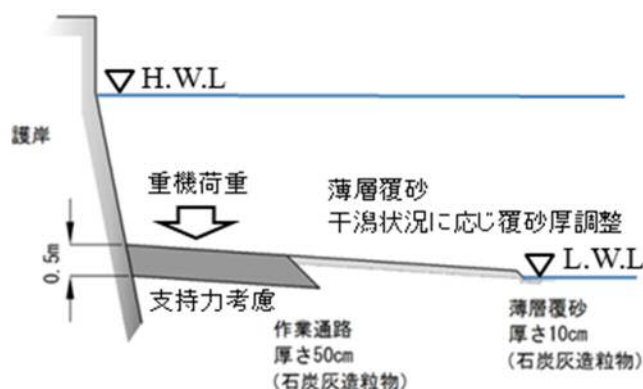 H.W.L
護岸
重機荷重
薄層覆砂
干潟状況に応じ覆砂厚調整
0.5m
L.W.L
支持力考慮
作業通路
厚さ50cm
(石炭灰造粒物)
薄層覆砂
厚さ10cm
(石炭灰造粒物)